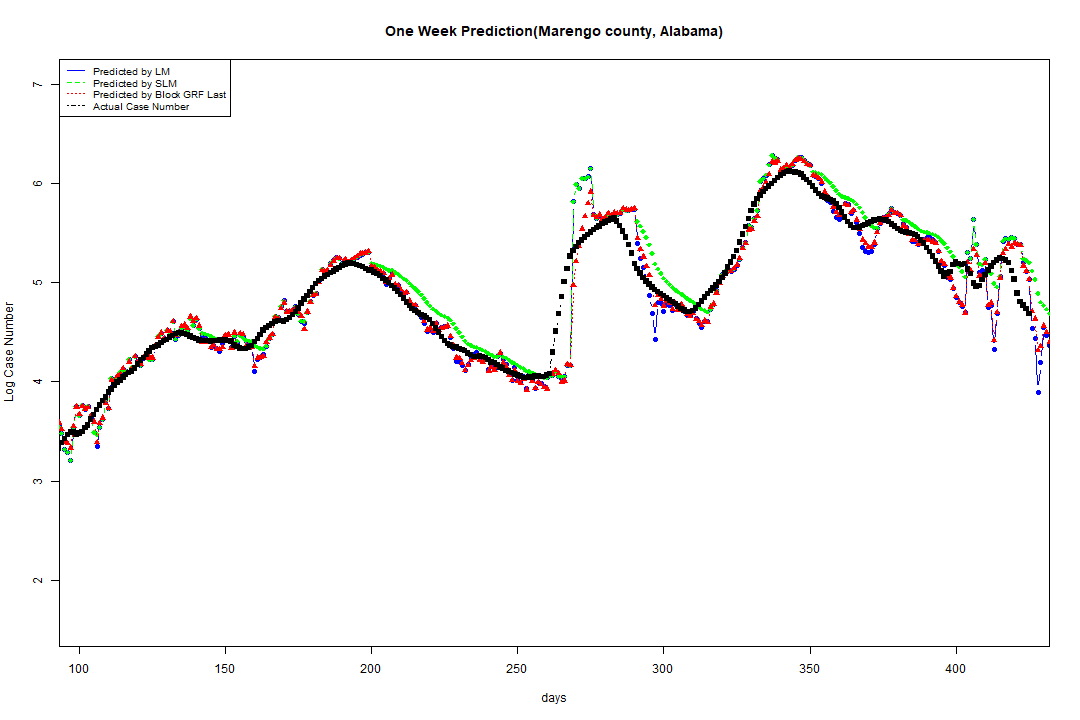 One Week Prediction(Marengo county, Alabama)
Predicted by LM
Predicted by SLM
Predicted by Block GRF Last
Actual Case Number
7
6
5
4
3
2
Log Case Number
100 150 200 250 300 350 400
days